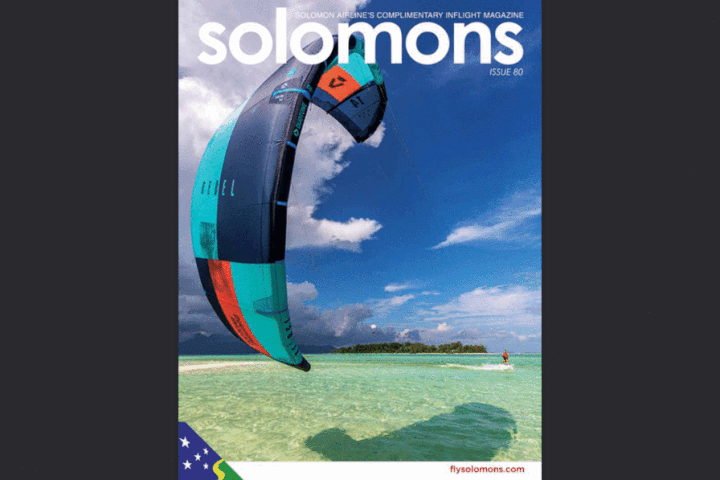 SOLOMON AIRLINE'S COMPLIMENTARY INFLIGHT MAGAZINE
solomons
ISSUE 80
REBEL
flysolomons.com